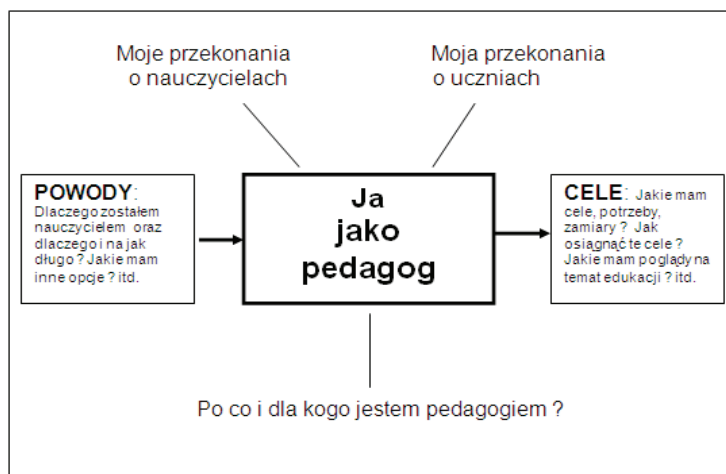 Moje przekonania
o nauczycielach
Moja przekonania
o uczniach
POWODY:
Dlaczego zostałem
nauczycielem oraz
dlaczego i na jak
długo ? Jakie mam
inne opcje ? itd.
Ja
jako
pedagog
CELE: Jakie mam
cele, potrzeby,
zamiary ? Jak
osiągnąć te cele ?
Jakie mam poglądy na
temat edukacji ? itd.
Po co i dla kogo jestem pedagogiem ?